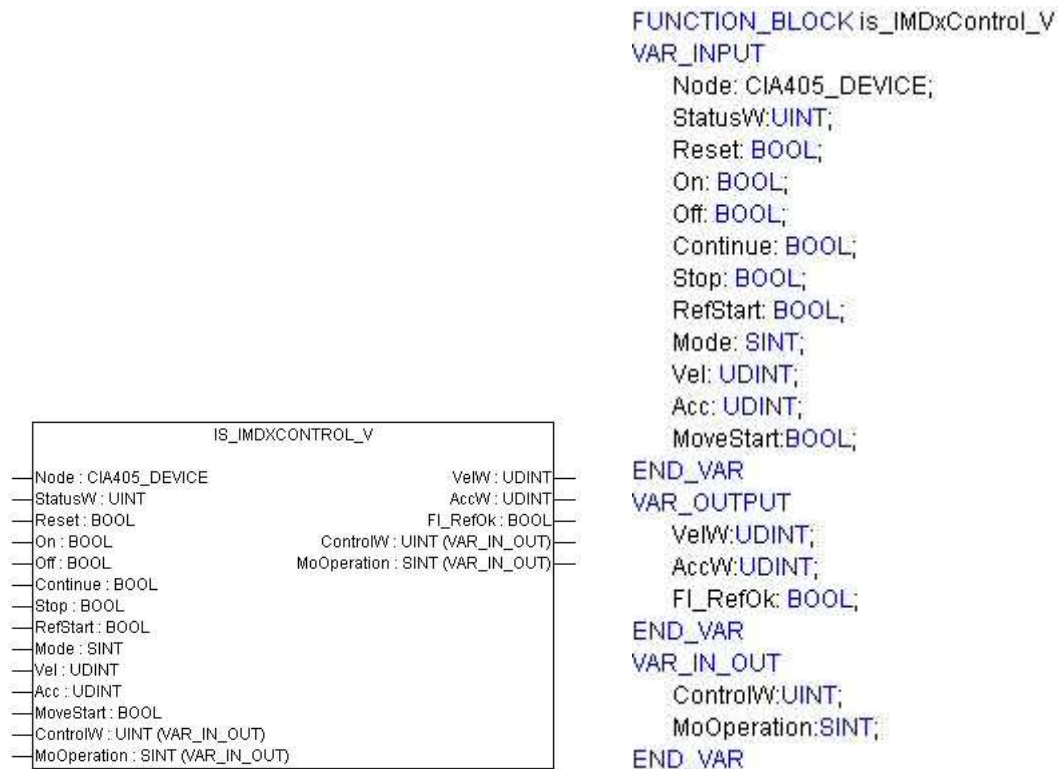 IS_IMDXCONTROL_V
Node : CIA405_DEVICE
StatusW : UINT
Reset : BOOL
On : BOOL
Off : BOOL
Continue : BOOL
Stop : BOOL
RefStart : BOOL
Mode : SINT
Vel : UDINT
Acc : UDINT
MoveStart : BOOL
ControlW : UINT (VAR_IN_OUT)
MoOperation : SINT (VAR_IN_OUT)
VelW : UDINT
AccW : UDINT
Fl_RefOk : BOOL
ControlW : UINT (VAR_IN_OUT)
MoOperation : SINT (VAR_IN_OUT)
FUNCTION_BLOCK is_IMDxControl_V
VAR_INPUT
Node: CIA405_DEVICE;
StatusW:UINT;
Reset: BOOL;
On: BOOL;
Off: BOOL;
Continue: BOOL;
Stop: BOOL;
RefStart: BOOL;
Mode: SINT;
Vel: UDINT;
Acc: UDINT;
MoveStart:BOOL;
END_VAR
VAR_OUTPUT
VelW:UDINT;
AccW:UDINT;
Fl_RefOk: BOOL;
END_VAR
VAR_IN_OUT
ControlW:UINT;
MoOperation:SINT;
END_VAR